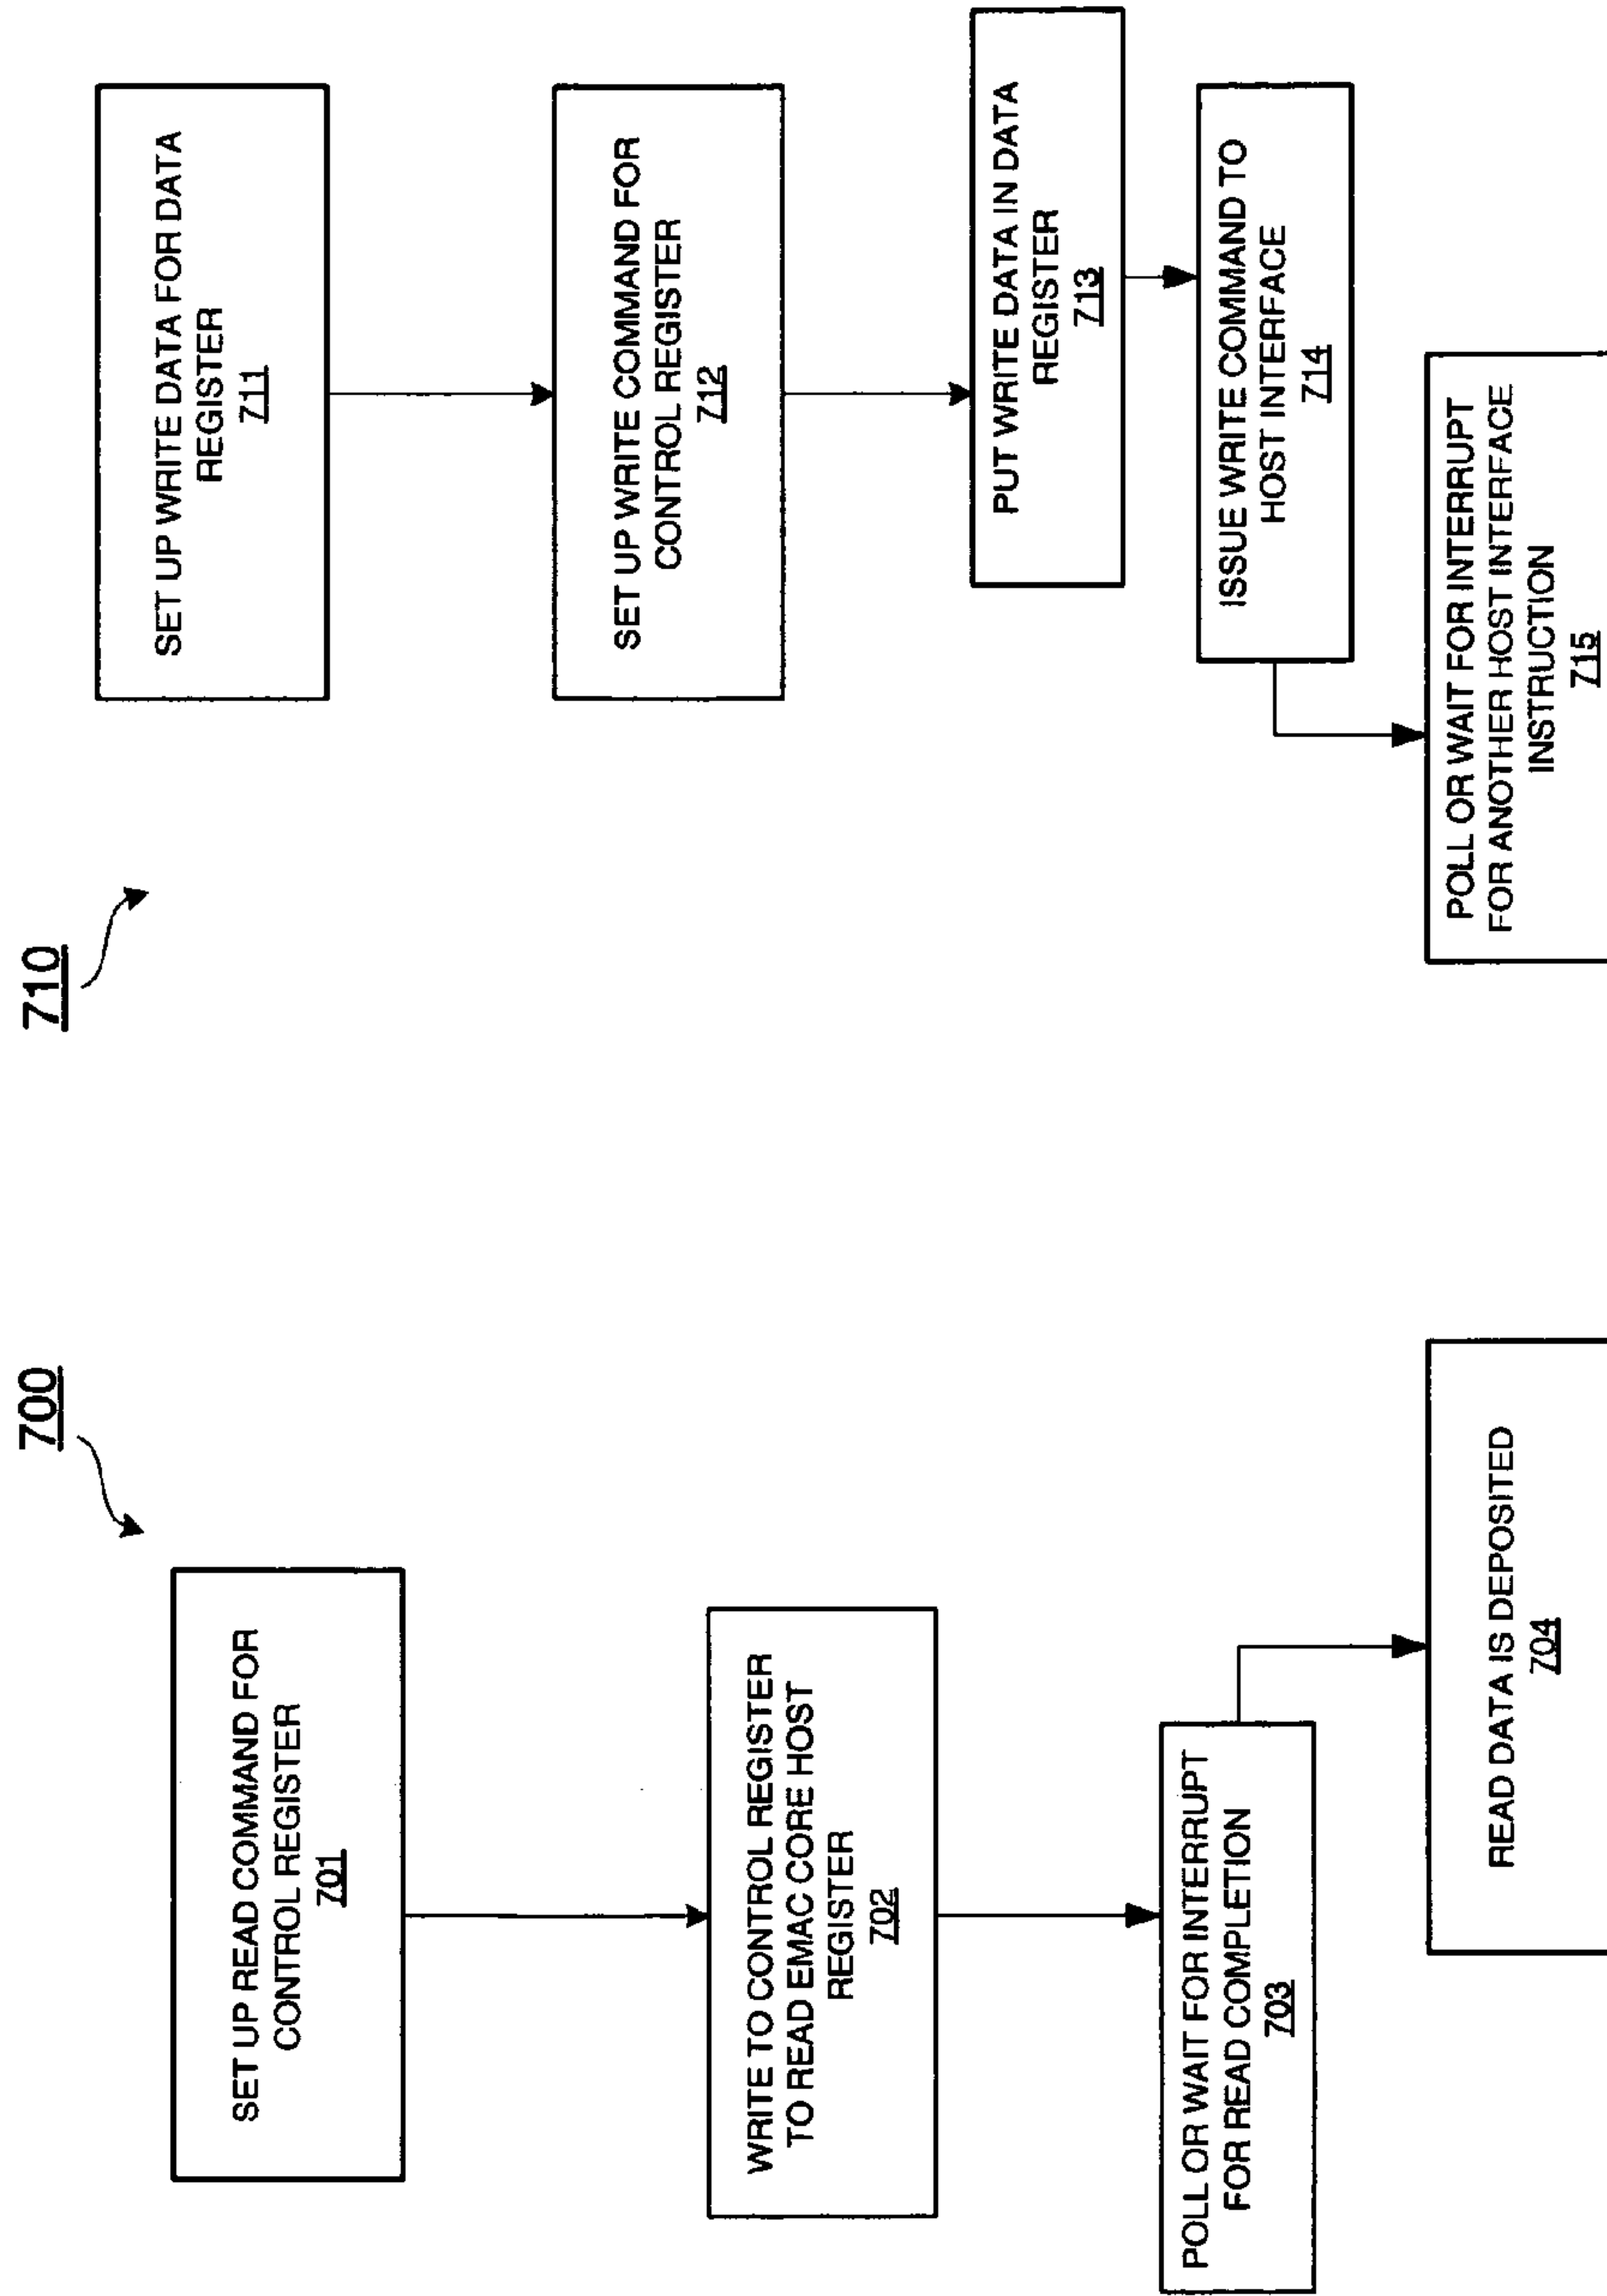 700
SET UP READ COMMAND FOR
CONTROL REGISTER
701
WRITE TO CONTROL REGISTER
TO READ EMAC CORE HOST
REGISTER
702
POLL OR WAIT FOR INTERRUPT
FOR READ COMPLETION
703
READ DATA IS DEPOSITED
704
710
SET UP WRITE DATA FOR DATA
REGISTER
711
SET UP WRITE COMMAND FOR
CONTROL REGISTER
712
PUT WRITE DATA IN DATA
REGISTER
713
ISSUE WRITE COMMAND TO
HOST INTERFACE
714
POLL OR WAIT FOR INTERRUPT
FOR ANOTHER HOST INTERFACE
INSTRUCTION
715